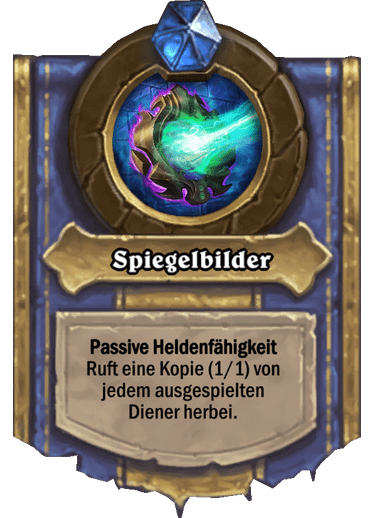 Spiegelbilder
Passive Heldenfähigkeit
Ruft eine Kopie (1/1) von
jedem ausgespielten
Diener herbei.